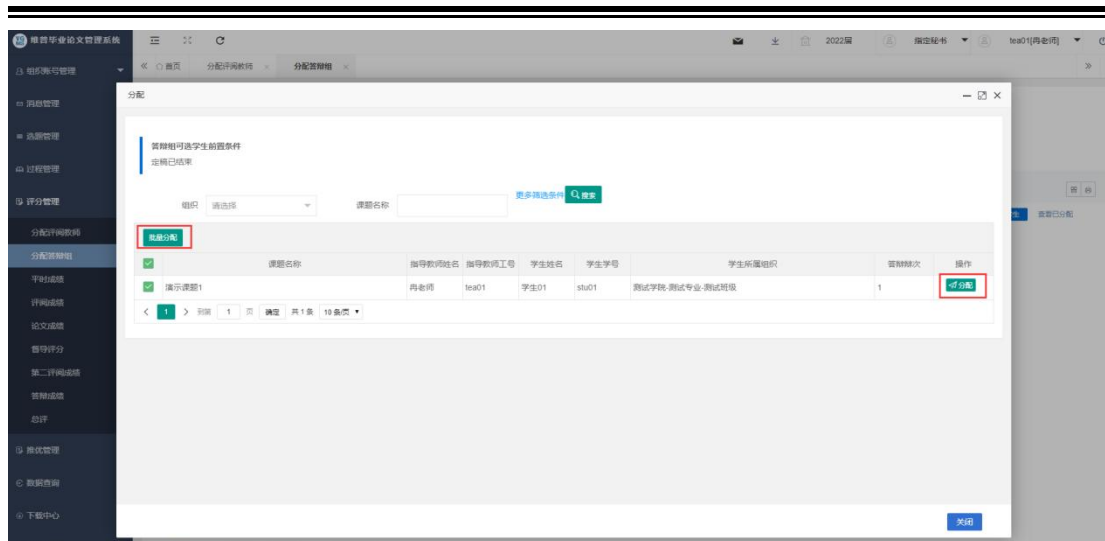 维普毕业论文管理系统
2022届 指定秘书 tea01[冉老师]
组织账号管理
首页 分配评阅教师 分配答辩组
消息管理
选题管理
过程管理
评分管理
分配评阅教师
分配答辩组
平时成绩
评阅成绩
论文成绩
督导评分
第二评阅成绩
答辩成绩
总评
推优管理
数据查询
下载中心
查看已分配
分配
答辩组可选学生前置条件
定稿已结束
组织 请选择 课题名称 更多筛选条件 搜索
批量分配
课题名称 指导教师姓名 指导教师工号 学生姓名 学生学号 学生所属组织 答辩梯次 操作
演示课题1 冉老师 tea01 学生01 stu01 测试学院-测试专业-测试班级 1 分配
1 到第 1 页 确定 共1条 10条/页
关闭